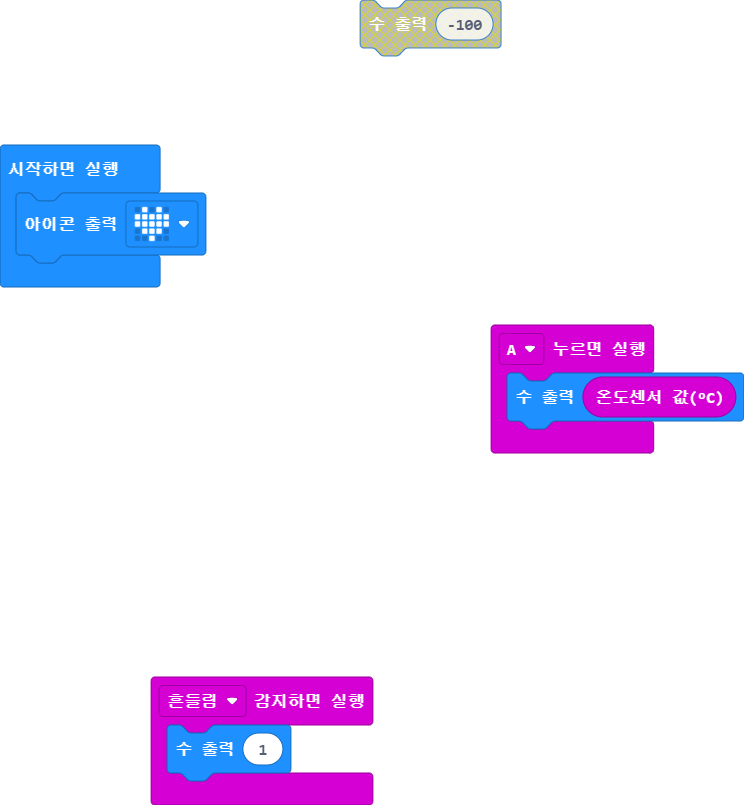 수 출력 -100
시작하면 실행
아이콘 출력
A 누르면 실행
수 출력 온도센서 값(ºC)
흔들림 감지하면 실행
수 출력 1